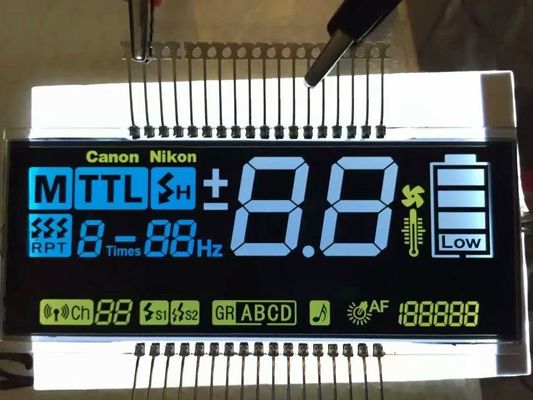 Canon Nikon
M TTL H ± 8.8
RPT 8 Times - 88 Hz Low
Ch 88 S1 S2 GR ABCD AF 188888